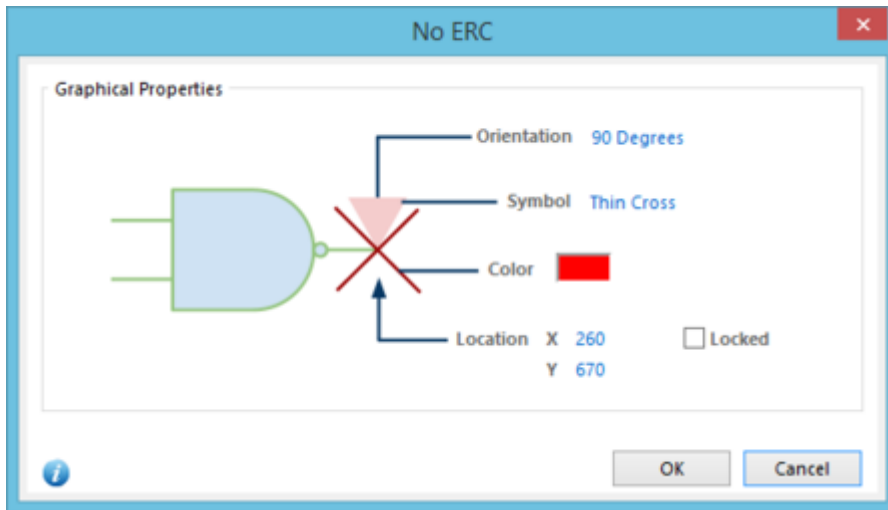 No ERC
Graphical Properties
Orientation 90 Degrees
Symbol Thin Cross
Color
Location X 260 Locked
Y 670
OK Cancel